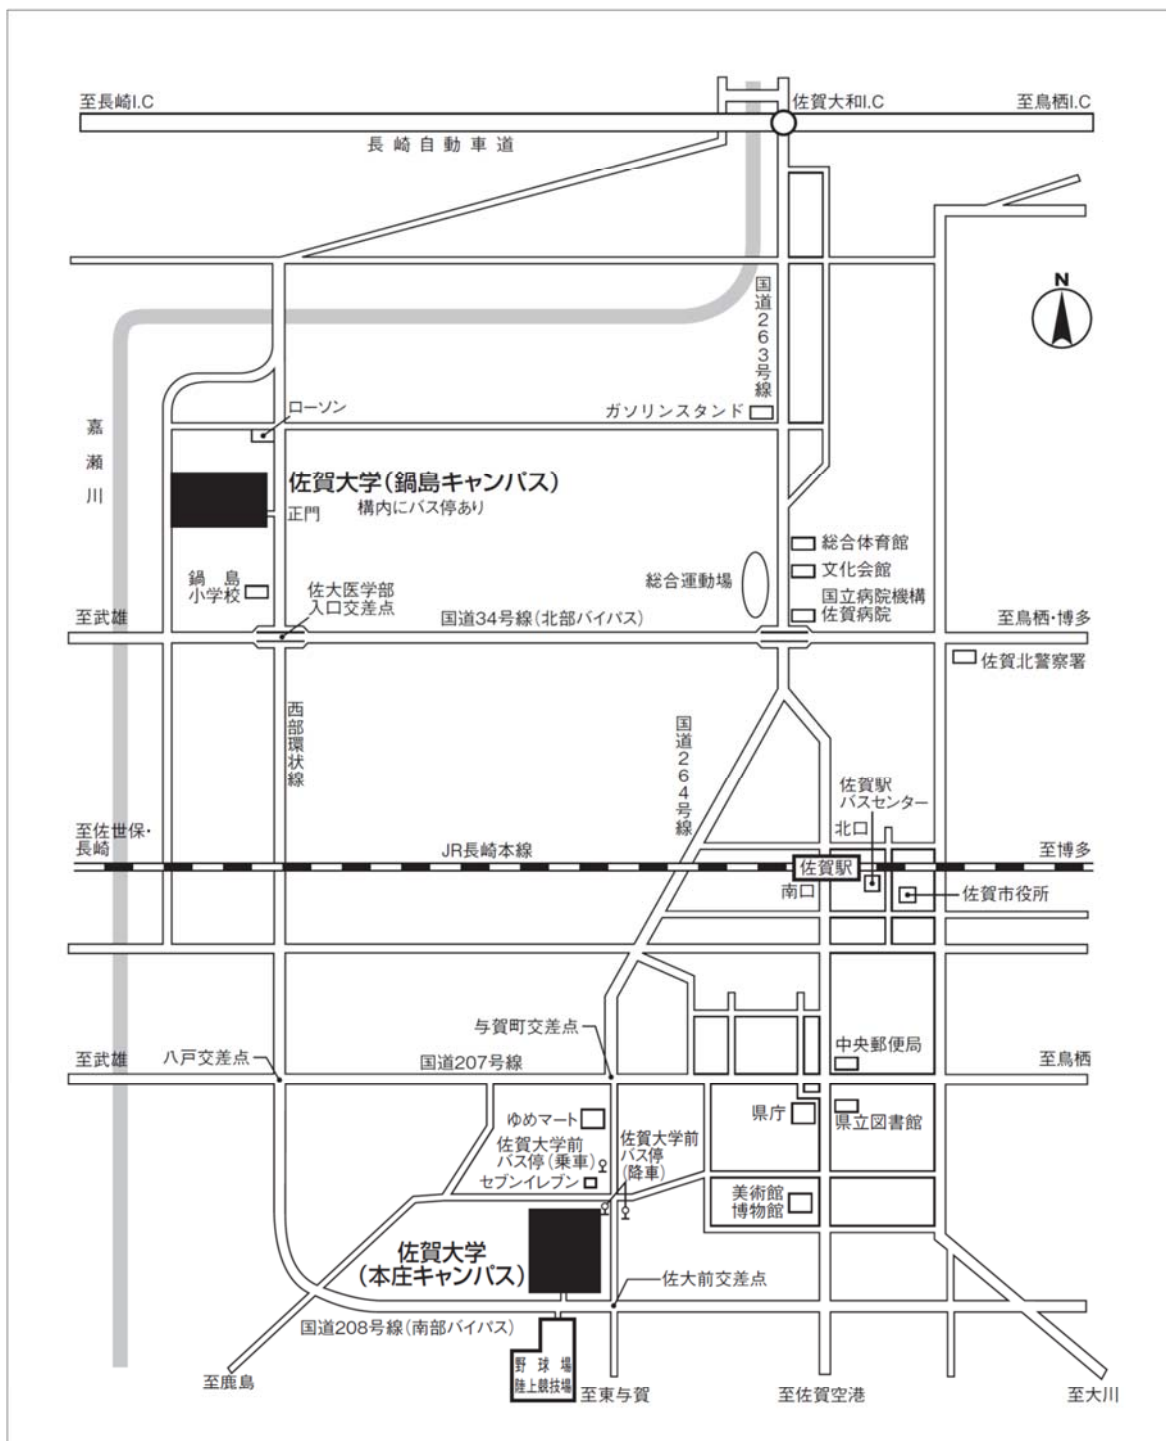 至長崎I.C
佐賀大和I.C
至鳥栖I.C
長崎自動車道
N
国道263号線
ローソン
ガソリンスタンド
嘉瀬川
佐賀大学(鍋島キャンパス)
正門
構内にバス停あり
総合体育館
文化会館
総合運動場
国立病院機構
佐賀病院
鍋島
小学校
佐大医学部
入口交差点
至武雄
国道34号線(北部バイパス)
至鳥栖・博多
佐賀北警察署
西部環状線
国道264号線
佐賀駅
バスセンター
北口
至佐世保・
長崎
JR長崎本線
佐賀駅
至博多
南口
佐賀市役所
与賀町交差点
中央郵便局
至武雄
八戸交差点
国道207号線
至鳥栖
ゆめマート
県庁
県立図書館
佐賀大学前
バス停(乗車)
佐賀大学前
バス停
(降車)
セブンイレブン
美術館
博物館
佐賀大学
(本庄キャンパス)
佐大前交差点
国道208号線(南部バイパス)
野球場
陸上競技場
至鹿島
至東与賀
至佐賀空港
至大川